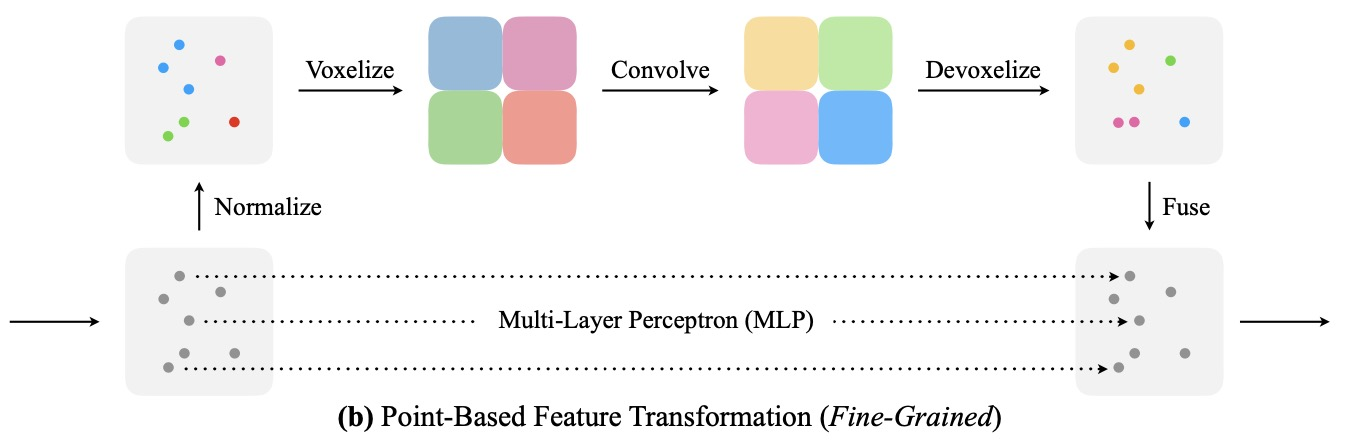 Voxelize
Convolve
Devoxelize
Normalize
Fuse
Multi-Layer Perceptron (MLP)
(b) Point-Based Feature Transformation (Fine-Grained)